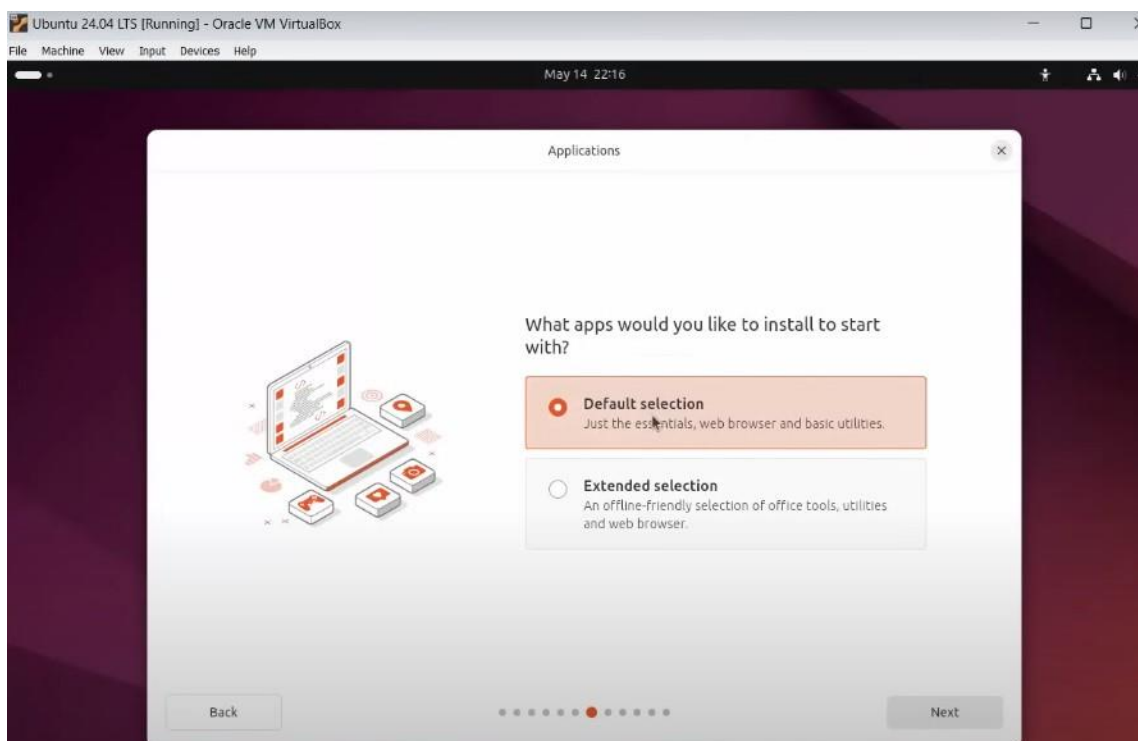 Ubuntu 24.04 LTS [Running] - Oracle VM VirtualBox
File Machine View Input Devices Help
May 14 22:16
Applications
What apps would you like to install to start
with?
Default selection
Just the essentials, web browser and basic utilities.
Extended selection
An offline-friendly selection of office tools, utilities
and web browser.
Back
Next